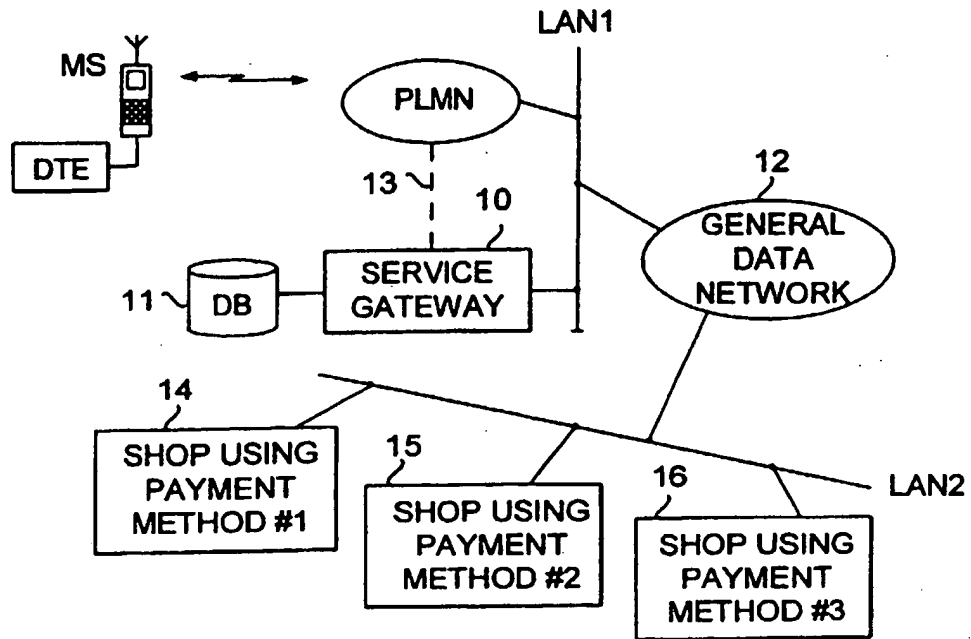 LAN1
MS
PLMN
DTE
13
10
12
GENERAL
DATA
NETWORK
SERVICE
GATEWAY
11
DB
14
SHOP USING
PAYMENT
METHOD #1
15
SHOP USING
PAYMENT
METHOD #2
16
SHOP USING
PAYMENT
METHOD #3
LAN2